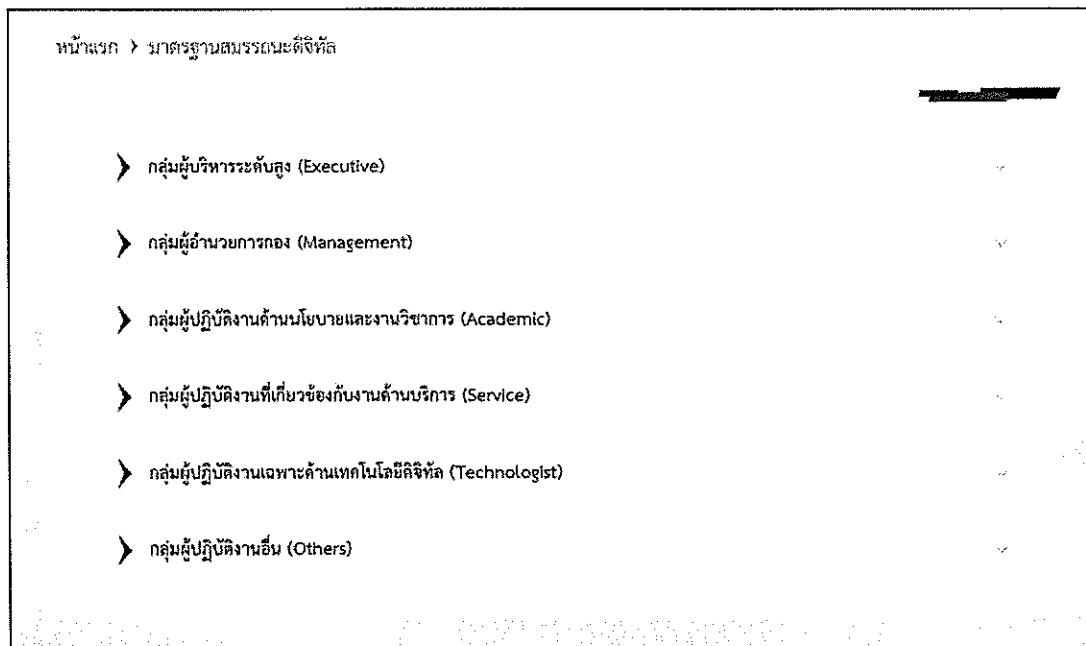 หน้าแรก > มาตรฐานสมรรถนะดิจิทัล
กลุ่มผู้บริหารระดับสูง (Executive)
กลุ่มผู้อำนวยการกอง (Management)
กลุ่มผู้ปฏิบัติงานด้านนโยบายและงานวิชาการ (Academic)
กลุ่มผู้ปฏิบัติงานที่เกี่ยวข้องกับงานด้านบริการ (Service)
กลุ่มผู้ปฏิบัติงานเฉพาะด้านเทคโนโลยีดิจิทัล (Technologist)
กลุ่มผู้ปฏิบัติงานอื่น (Others)